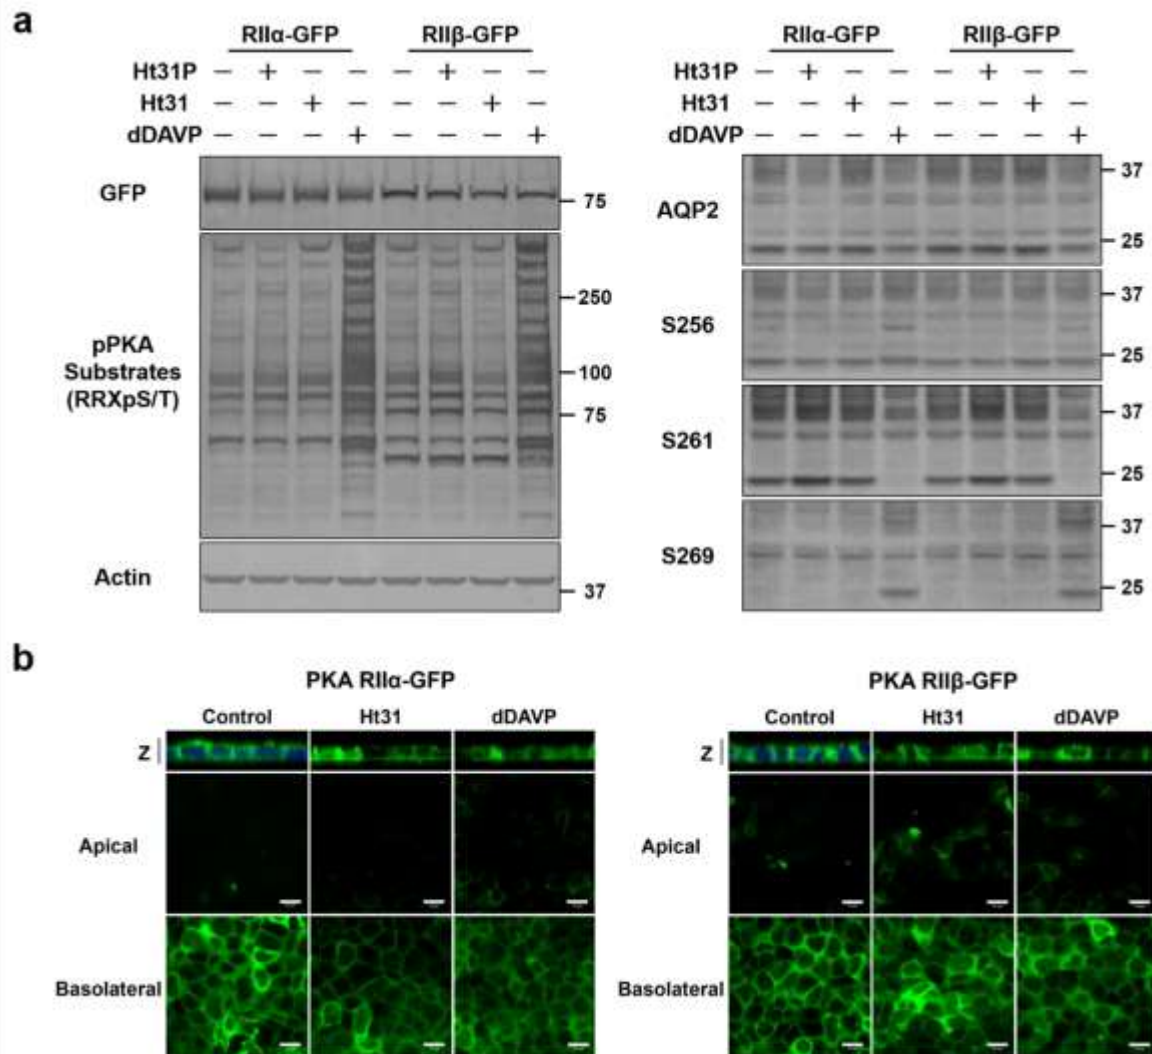 a
RIIα-GFP RIIβ-GFP
Ht31P – + – – – + – –
Ht31 – – + – – – + –
dDAVP – – – + – – – +
GFP
75
pPKA
Substrates
(RRXpS/T)
250
100
75
Actin
37
RIIα-GFP RIIβ-GFP
Ht31P – + – – – + – –
Ht31 – – + – – – + –
dDAVP – – – + – – – +
AQP2
37
25
S256
37
25
S261
37
25
S269
37
25
b
PKA RIIα-GFP
Control Ht31 dDAVP
Z
Apical
Basolateral
PKA RIIβ-GFP
Control Ht31 dDAVP
Z
Apical
Basolateral